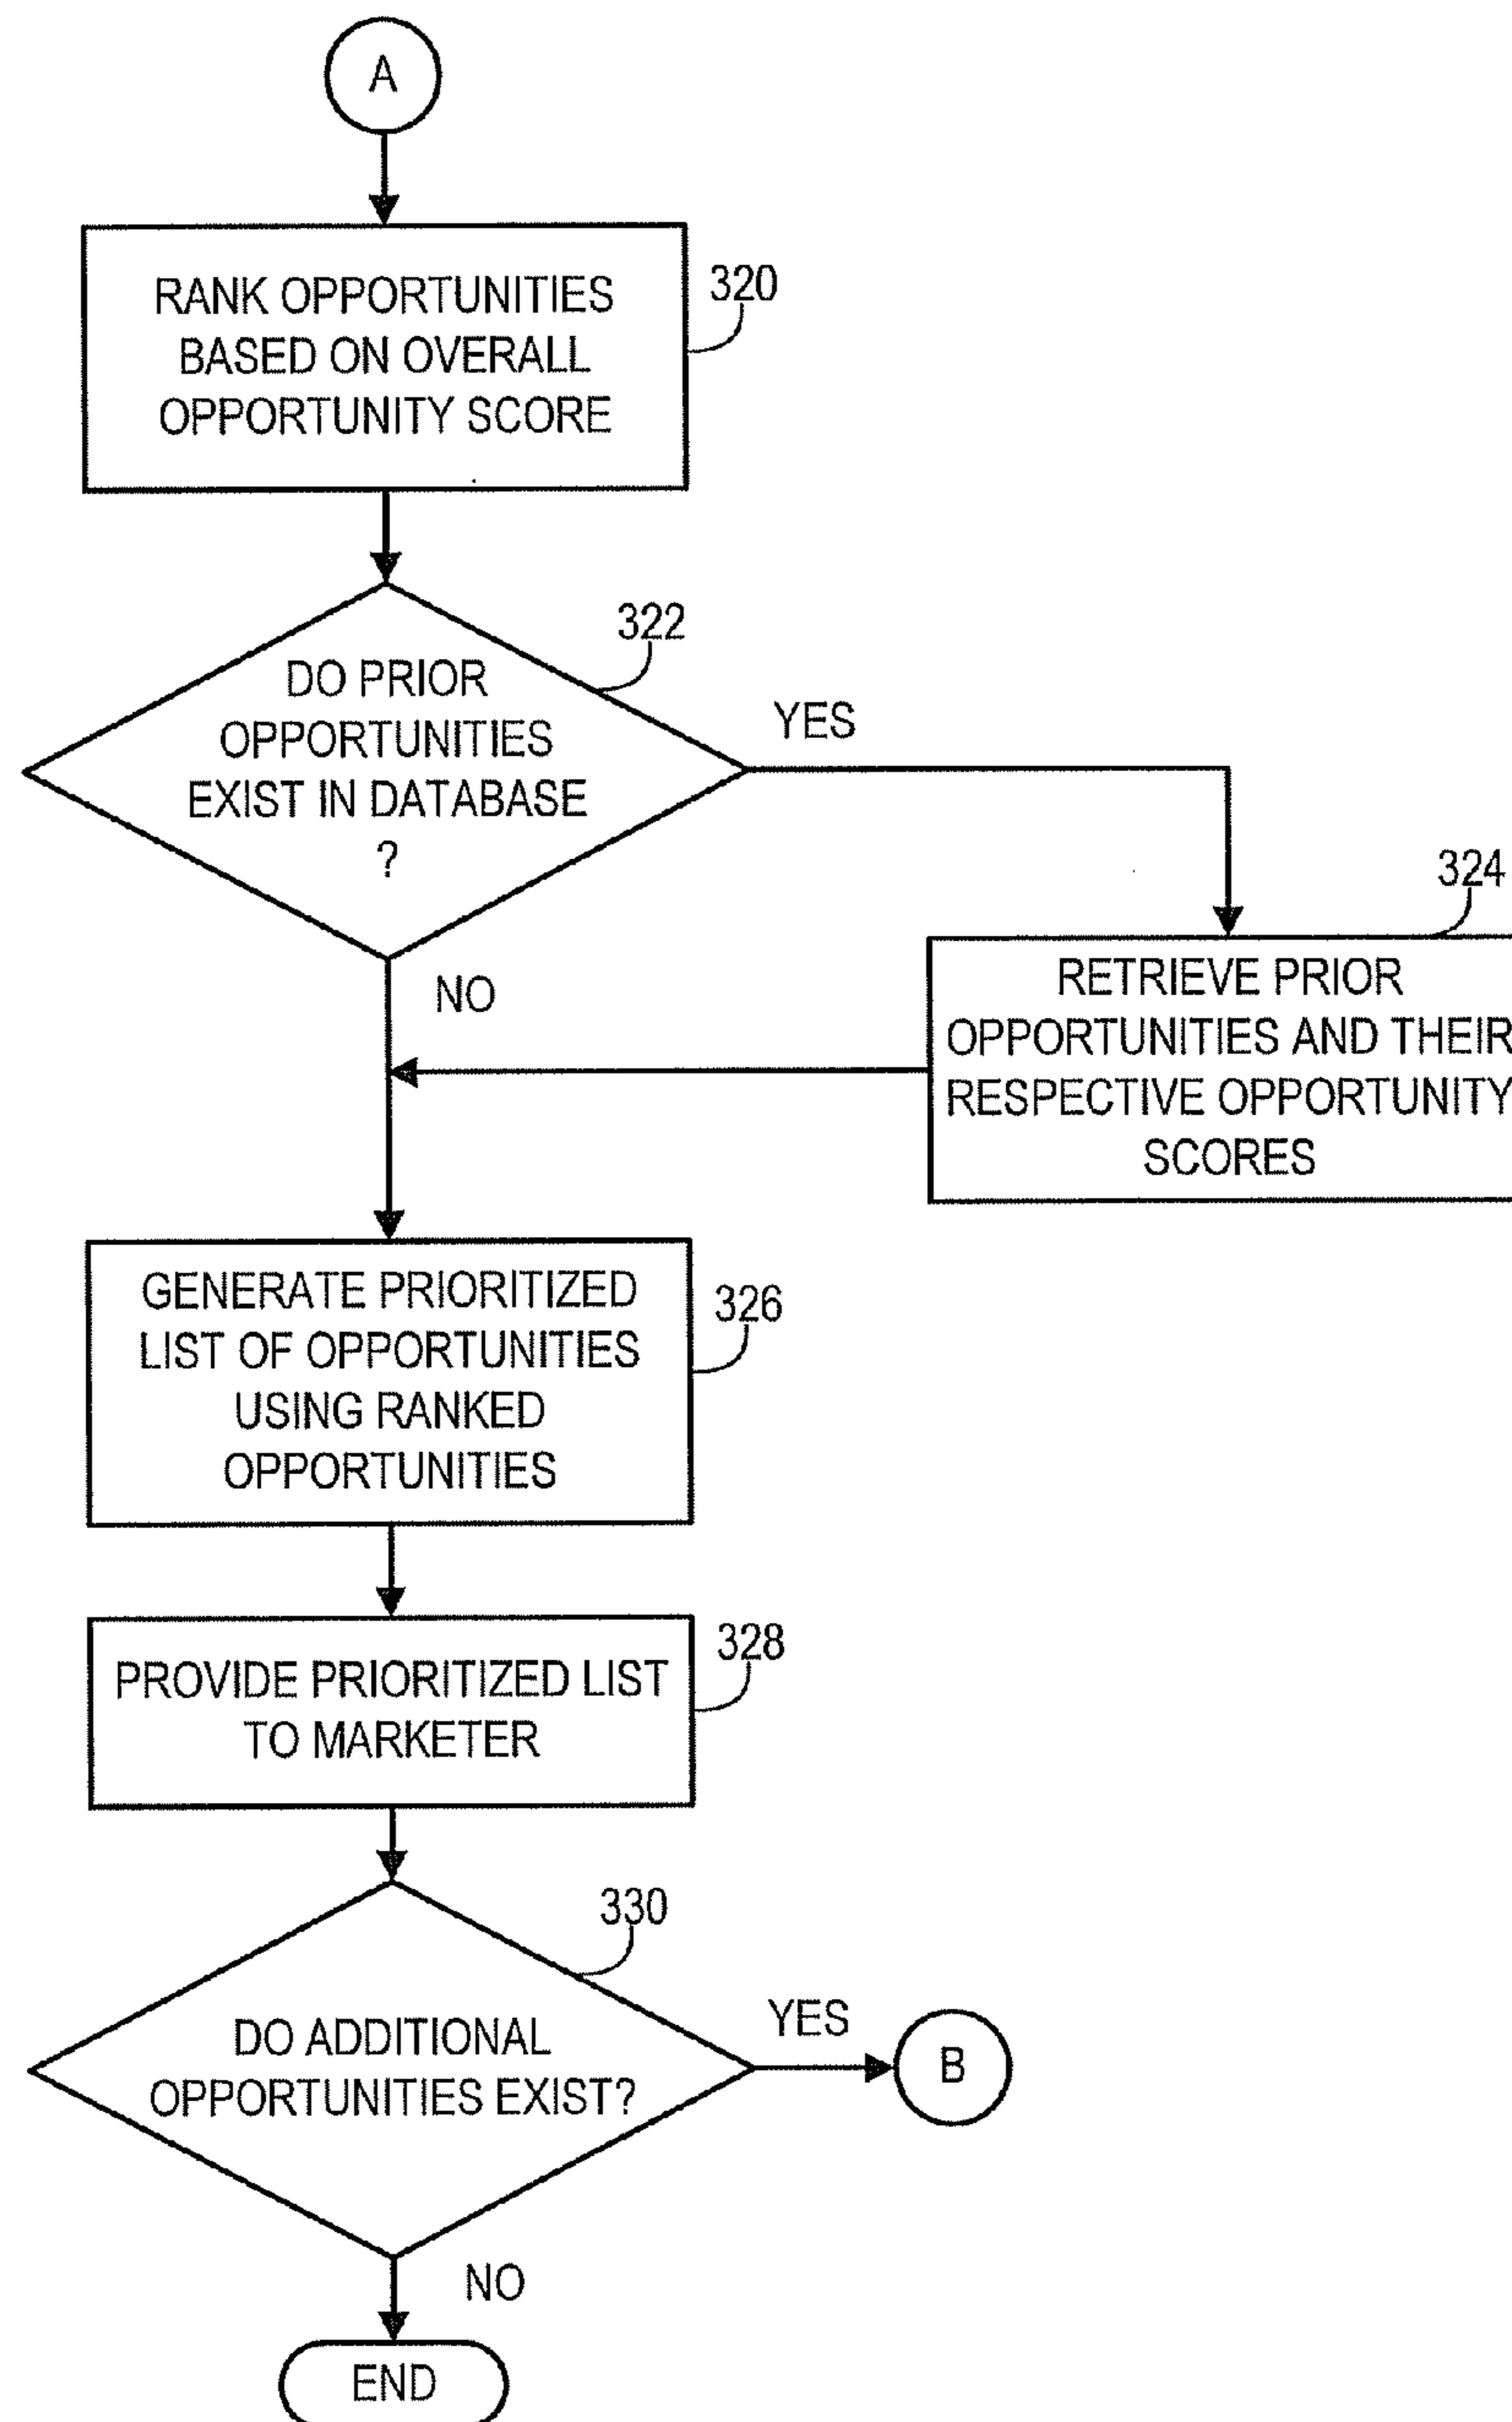 A
RANK OPPORTUNITIES
BASED ON OVERALL
OPPORTUNITY SCORE
320
DO PRIOR
OPPORTUNITIES
EXIST IN DATABASE
?
322
YES
NO
324
RETRIEVE PRIOR
OPPORTUNITIES AND THEIR
RESPECTIVE OPPORTUNITY
SCORES
GENERATE PRIORITIZED
LIST OF OPPORTUNITIES
USING RANKED
OPPORTUNITIES
326
PROVIDE PRIORITIZED LIST
TO MARKETER
328
330
DO ADDITIONAL
OPPORTUNITIES EXIST?
YES
B
NO
END